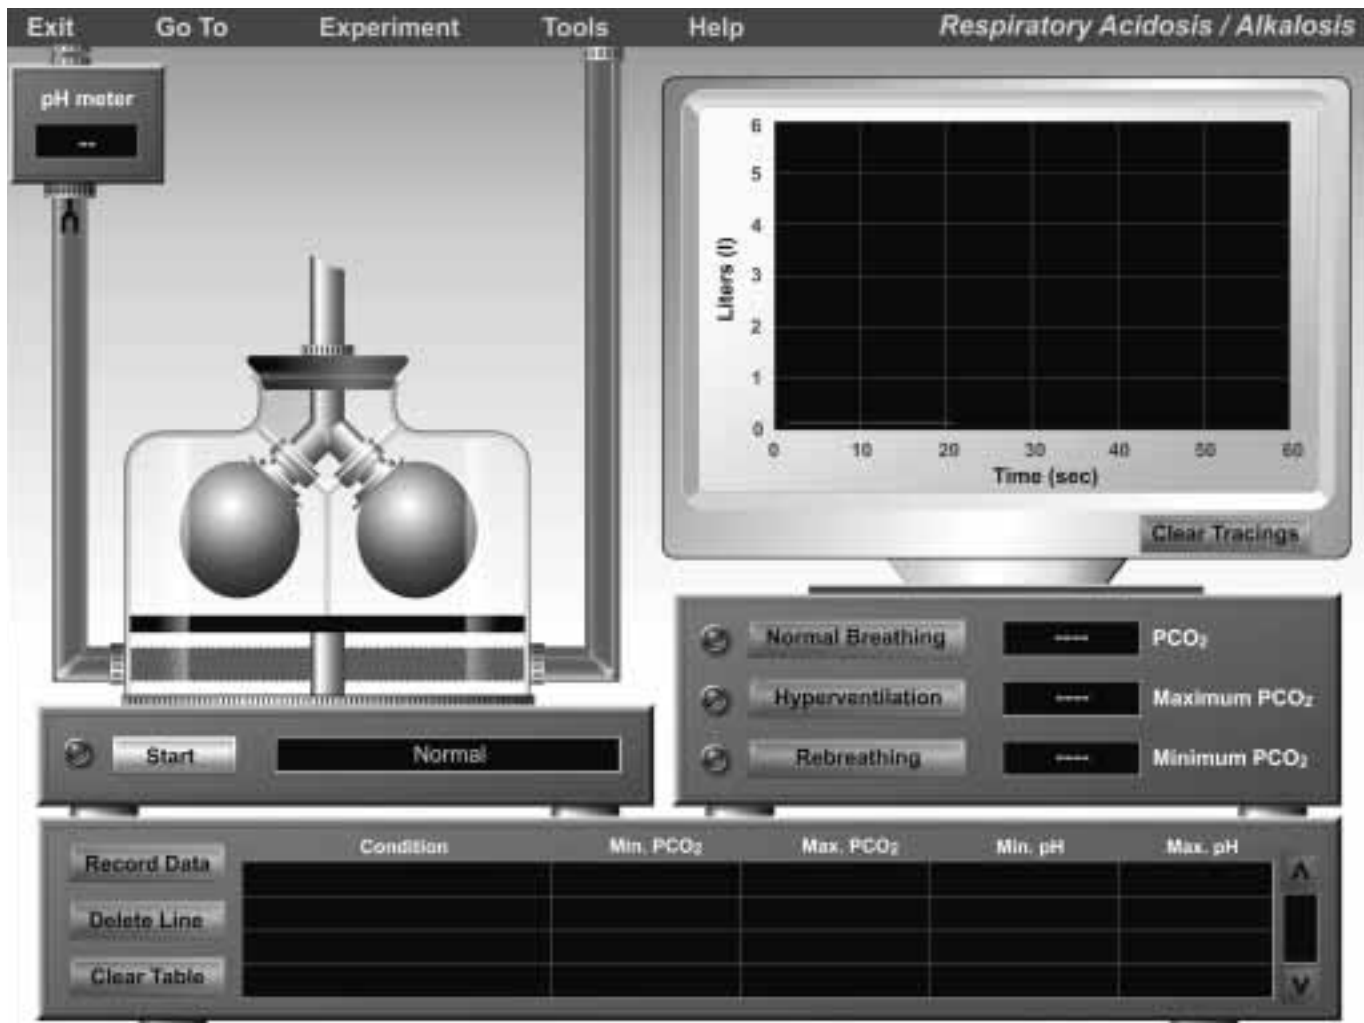 Exit Go To Experiment Tools Help Respiratory Acidosis / Alkalosis
pH meter
--
6
5
4
3
2
1
0
Liters (l)
0 10 20 30 40 50 60
Time (sec)
Clear Tracings
Normal Breathing ---- PCO₂
Hyperventilation ---- Maximum PCO₂
Rebreathing ---- Minimum PCO₂
Start Normal
Condition Min. PCO₂ Max. PCO₂ Min. pH Max. pH
Record Data
Delete Line
Clear Table